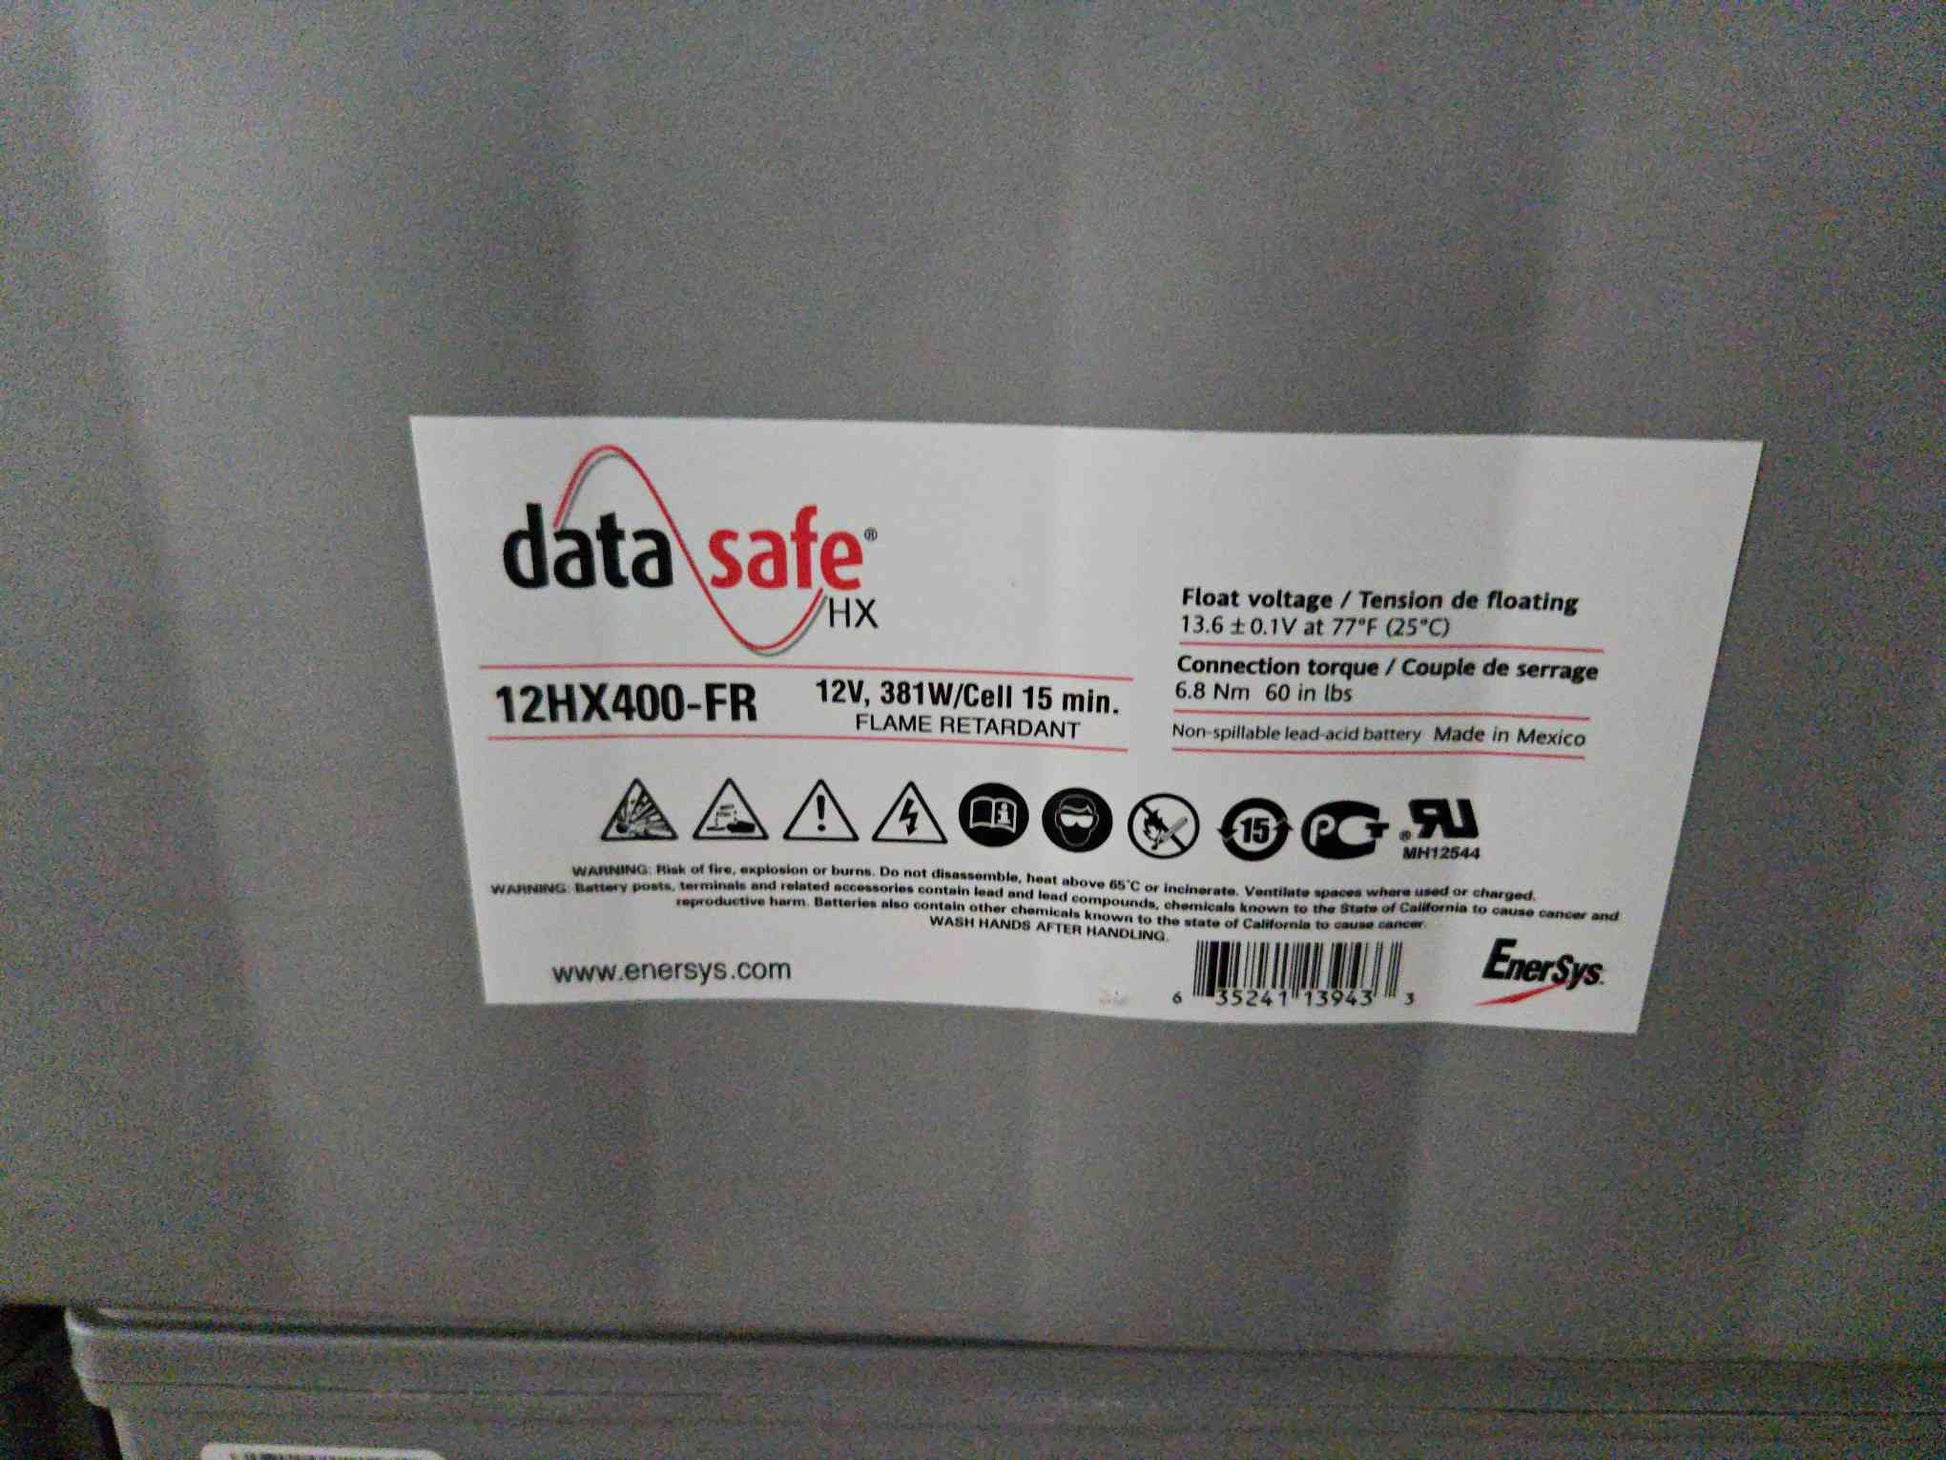 data safe®
HX
12HX400-FR
12V, 381W/Cell 15 min.
FLAME RETARDANT
Float voltage / Tension de floating
13.6 ± 0.1V at 77°F (25°C)
Connection torque / Couple de serrage
6.8 Nm 60 in lbs
Non-spillable lead-acid battery Made in Mexico
15
PCT
RU
MH12544
WARNING: Risk of fire, explosion or burns. Do not disassemble, heat above 65°C or incinerate. Ventilate spaces where used or charged.
WARNING: Battery posts, terminals and related accessories contain lead and lead compounds, chemicals known to the State of California to cause cancer and
reproductive harm. Batteries also contain other chemicals known to the state of California to cause cancer.
WASH HANDS AFTER HANDLING.
www.enersys.com
6 35241 13943 3
EnerSys